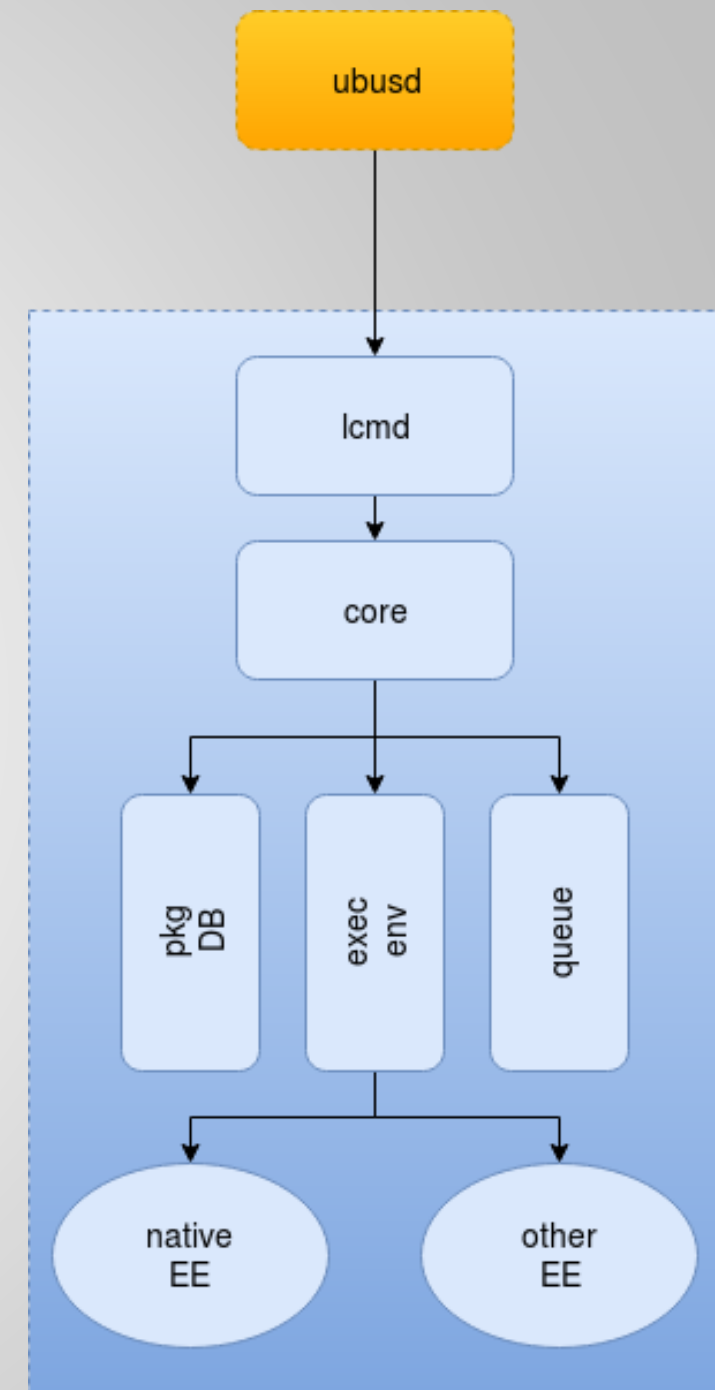 ubusd
lcmd
core
pkg
DB
exec
env
queue
native
EE
other
EE